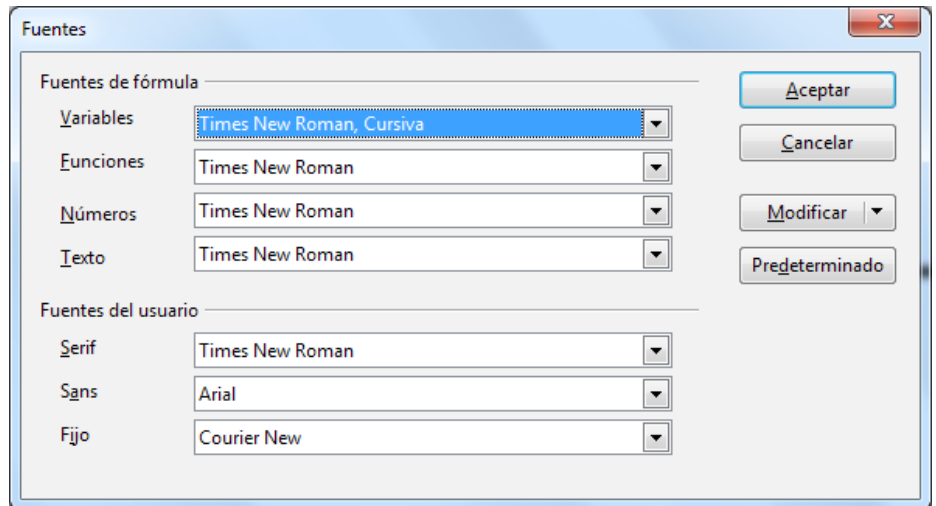 Fuentes
Fuentes de fórmula
Variables
Times New Roman, Cursiva
Funciones
Times New Roman
Números
Times New Roman
Texto
Times New Roman
Fuentes del usuario
Serif
Times New Roman
Sans
Arial
Fijo
Courier New
Aceptar
Cancelar
Modificar
Predeterminado